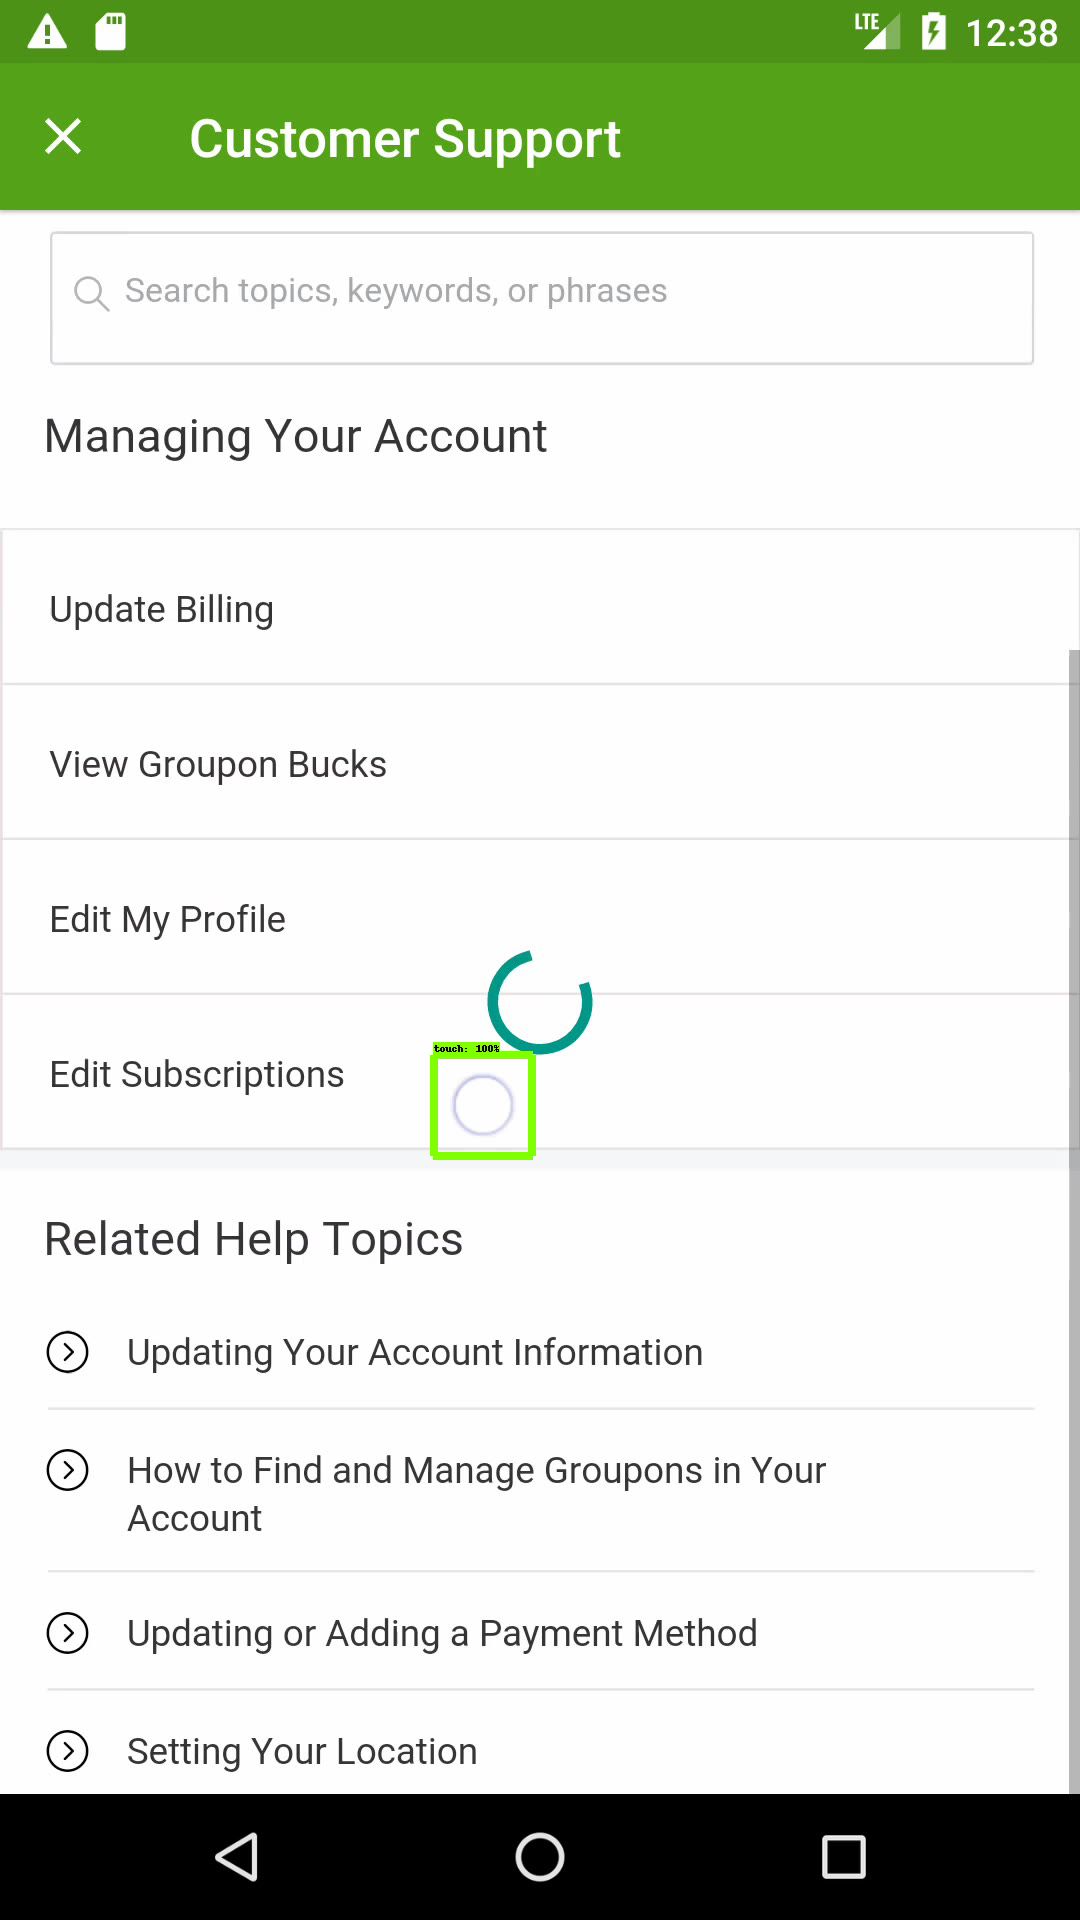 LTE 12:38
Customer Support
Search topics, keywords, or phrases
Managing Your Account
Update Billing
View Groupon Bucks
Edit My Profile
touch: 100%
Edit Subscriptions
Related Help Topics
Updating Your Account Information
How to Find and Manage Groupons in Your
Account
Updating or Adding a Payment Method
Setting Your Location